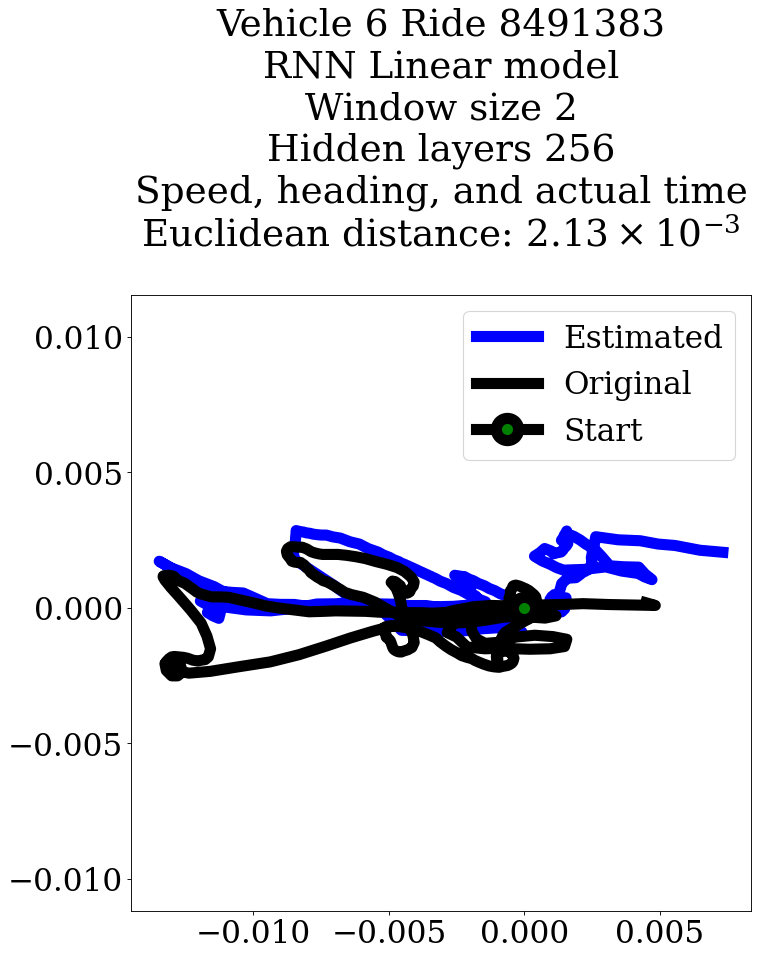 Vehicle 6 Ride 8491383
RNN Linear model
Window size 2
Hidden layers 256
Speed, heading, and actual time
Euclidean distance: 2.13 × 10⁻³
Estimated
Original
Start
0.010
0.005
0.000
−0.005
−0.010
−0.010 −0.005 0.000 0.005